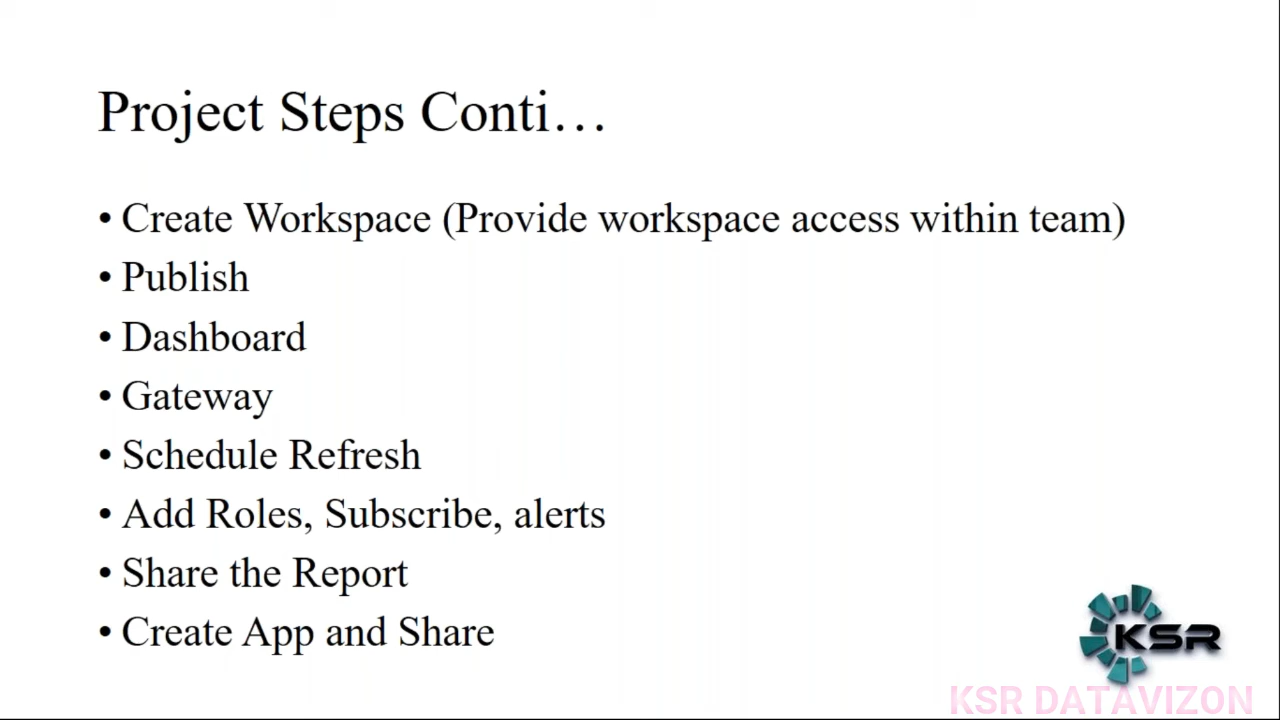 Project Steps Conti…
• Create Workspace (Provide workspace access within team)
• Publish
• Dashboard
• Gateway
• Schedule Refresh
• Add Roles, Subscribe, alerts
• Share the Report
• Create App and Share
KSR
KSR DATAVIZON